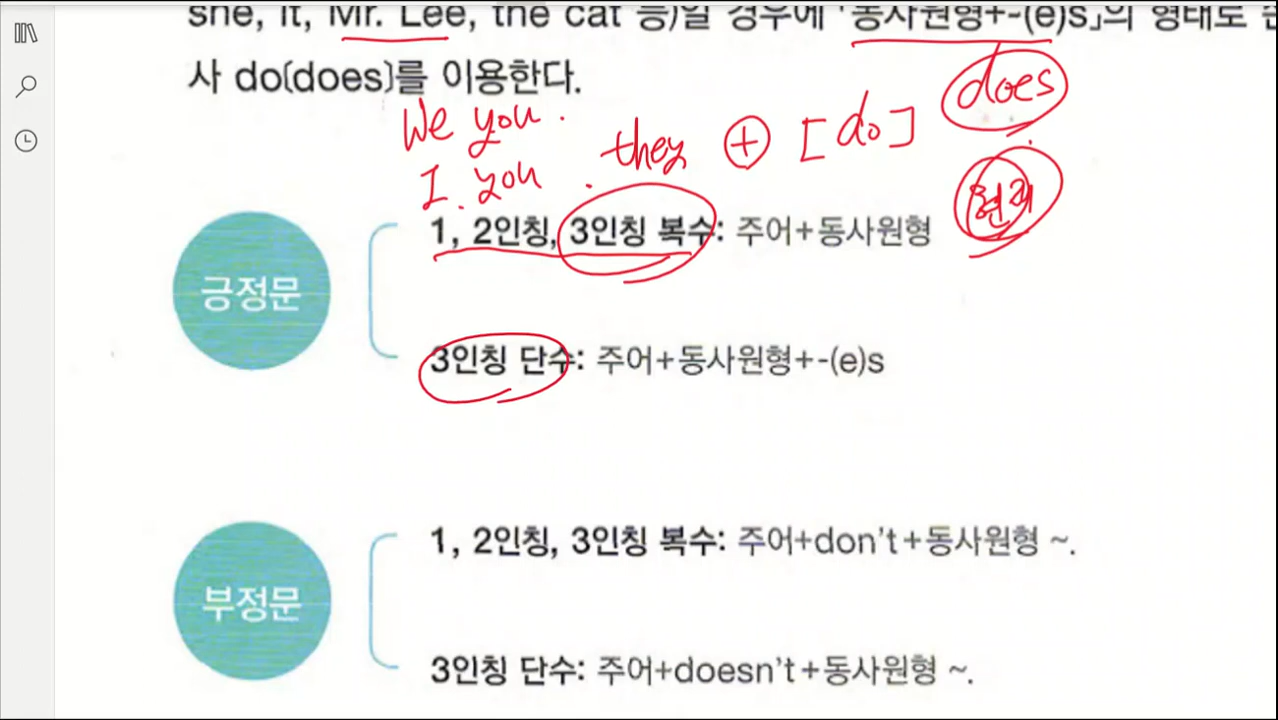 she, it, Mr. Lee, the cat 등)일 경우에 「동사원형+-(e)s」의 형태로
사 do(does)를 이용한다.
does
We you.
I. you. they + [do]
원래
1, 2인칭, 3인칭 복수: 주어+동사원형
긍정문
3인칭 단수: 주어+동사원형+-(e)s
1, 2인칭, 3인칭 복수: 주어+don't+동사원형 ~.
부정문
3인칭 단수: 주어+doesn't+동사원형 ~.